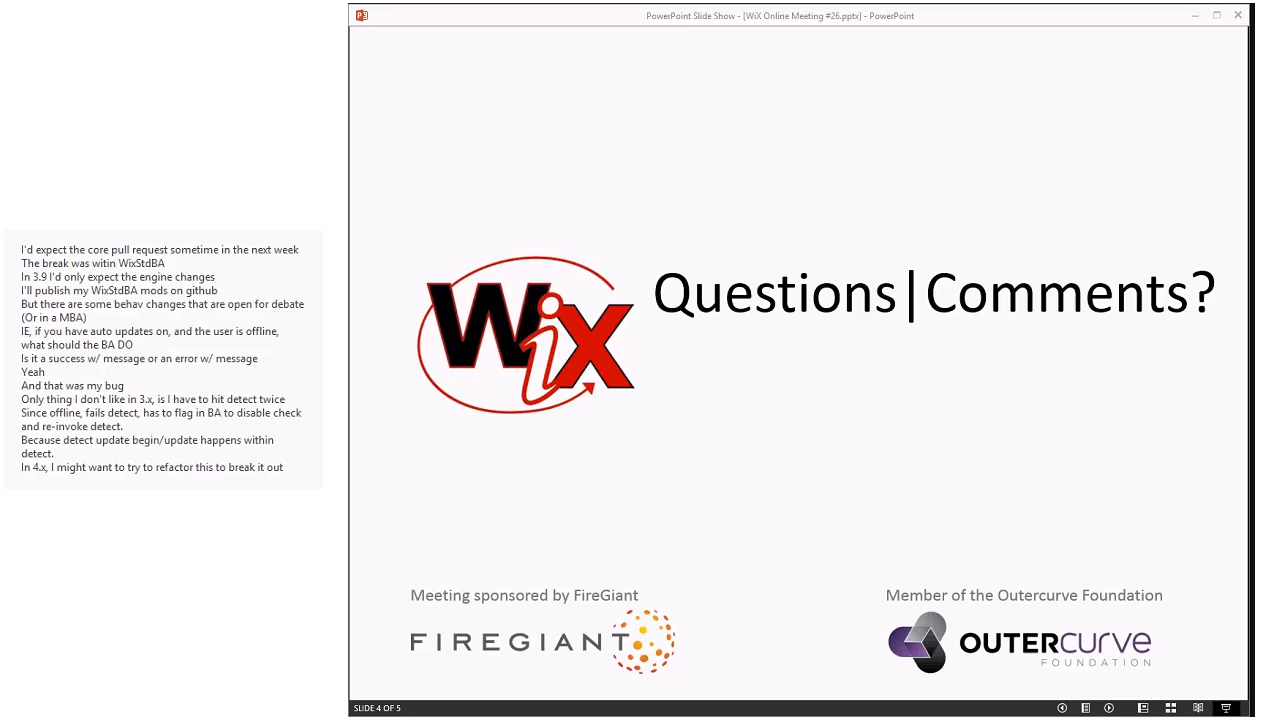 PowerPoint Slide Show - [WiX Online Meeting #26.pptx] - PowerPoint
I'd expect the core pull request sometime in the next week
The break was witin WixStdBA
In 3.9 I'd only expect the engine changes
I'll publish my WixStdBA mods on github
But there are some behav changes that are open for debate
(Or in a MBA)
IE, if you have auto updates on, and the user is offline,
what should the BA DO
Is it a success w/ message or an error w/ message
Yeah
And that was my bug
Only thing I don't like in 3.x, is I have to hit detect twice
Since offline, fails detect, has to flag in BA to disable check
and re-invoke detect.
Because detect update begin/update happens within
detect.
In 4.x, I might want to try to refactor this to break it out
WiX
Questions|Comments?
Meeting sponsored by FireGiant
FIREGIANT
Member of the Outercurve Foundation
OUTERCURVE
FOUNDATION
SLIDE 4 OF 5